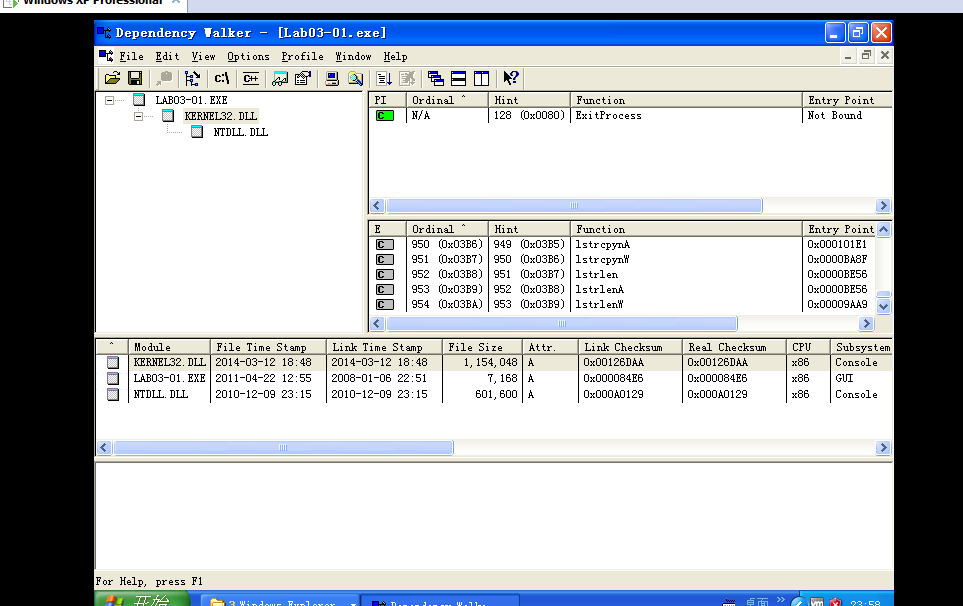 Windows XP Professional
Dependency Walker - [Lab03-01.exe]
File Edit View Options Profile Window Help
C:\ C++
LAB03-01.EXE
KERNEL32.DLL
NTDLL.DLL
PI Ordinal ^ Hint Function Entry Point
C N/A 128 (0x0080) ExitProcess Not Bound
E Ordinal ^ Hint Function Entry Point
C 950 (0x03B6) 949 (0x03B5) lstrcpynA 0x000101E1
C 951 (0x03B7) 950 (0x03B6) lstrcpynW 0x0000BA8F
C 952 (0x03B8) 951 (0x03B7) lstrlen 0x0000BE56
C 953 (0x03B9) 952 (0x03B8) lstrlenA 0x0000BE56
C 954 (0x03BA) 953 (0x03B9) lstrlenW 0x00009AA9
^ Module File Time Stamp Link Time Stamp File Size Attr. Link Checksum Real Checksum CPU Subsystem
KERNEL32.DLL 2014-03-12 18:48 2014-03-12 18:48 1,154,048 A 0x00126DAA 0x00126DAA x86 Console
LAB03-01.EXE 2011-04-22 12:55 2008-01-06 22:51 7,168 A 0x000084E6 0x000084E6 x86 GUI
NTDLL.DLL 2010-12-09 23:15 2010-12-09 23:15 601,600 A 0x000A0129 0x000A0129 x86 Console
For Help, press F1
开始 3 Windows Explorer Dependency Walk... 桌面 » 23:58